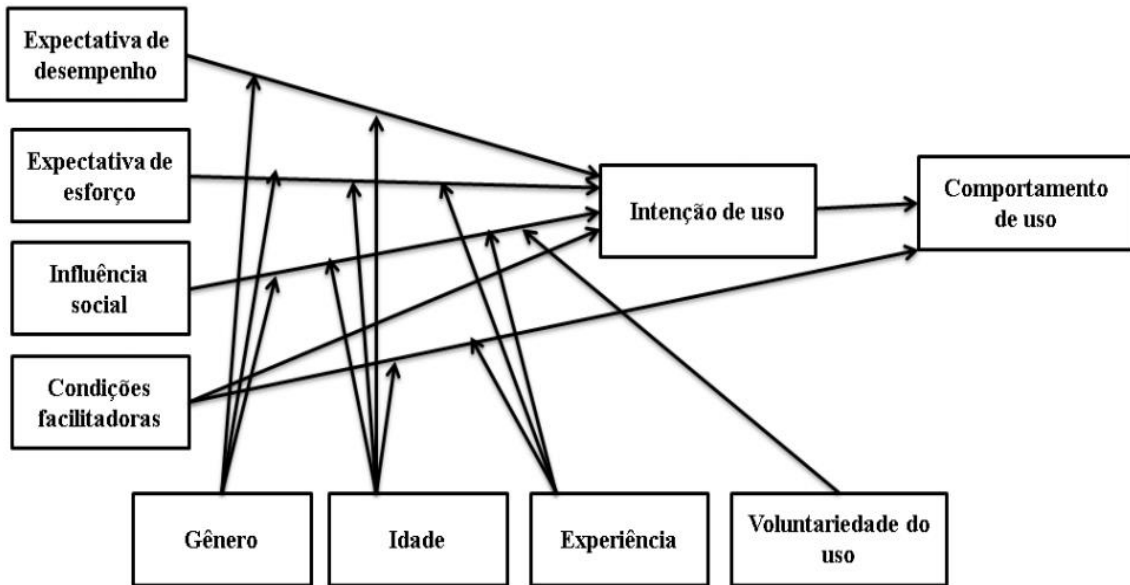 Expectativa de
desempenho
Expectativa de
esforço
Influência
social
Condições
facilitadoras
Intenção de uso
Comportamento
de uso
Gênero
Idade
Experiência
Voluntariedade do
uso